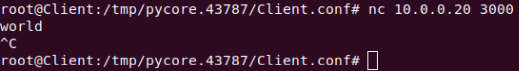 root@Client:/tmp/pycore.43787/Client.conf# nc 10.0.0.20 3000
world
^C
root@Client:/tmp/pycore.43787/Client.conf#